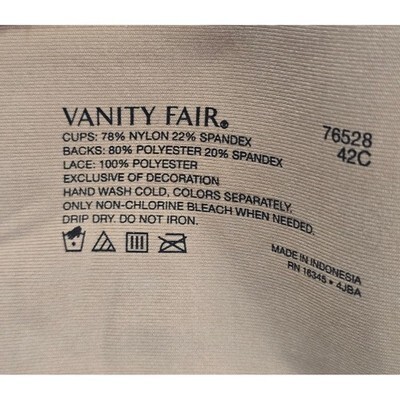 VANITY FAIR®
CUPS: 78% NYLON 22% SPANDEX
BACKS: 80% POLYESTER 20% SPANDEX
LACE: 100% POLYESTER
EXCLUSIVE OF DECORATION
HAND WASH COLD, COLORS SEPARATELY.
ONLY NON-CHLORINE BLEACH WHEN NEEDED.
DRIP DRY. DO NOT IRON.
76528
42C
MADE IN INDONESIA
RN 16345 • 4JBA